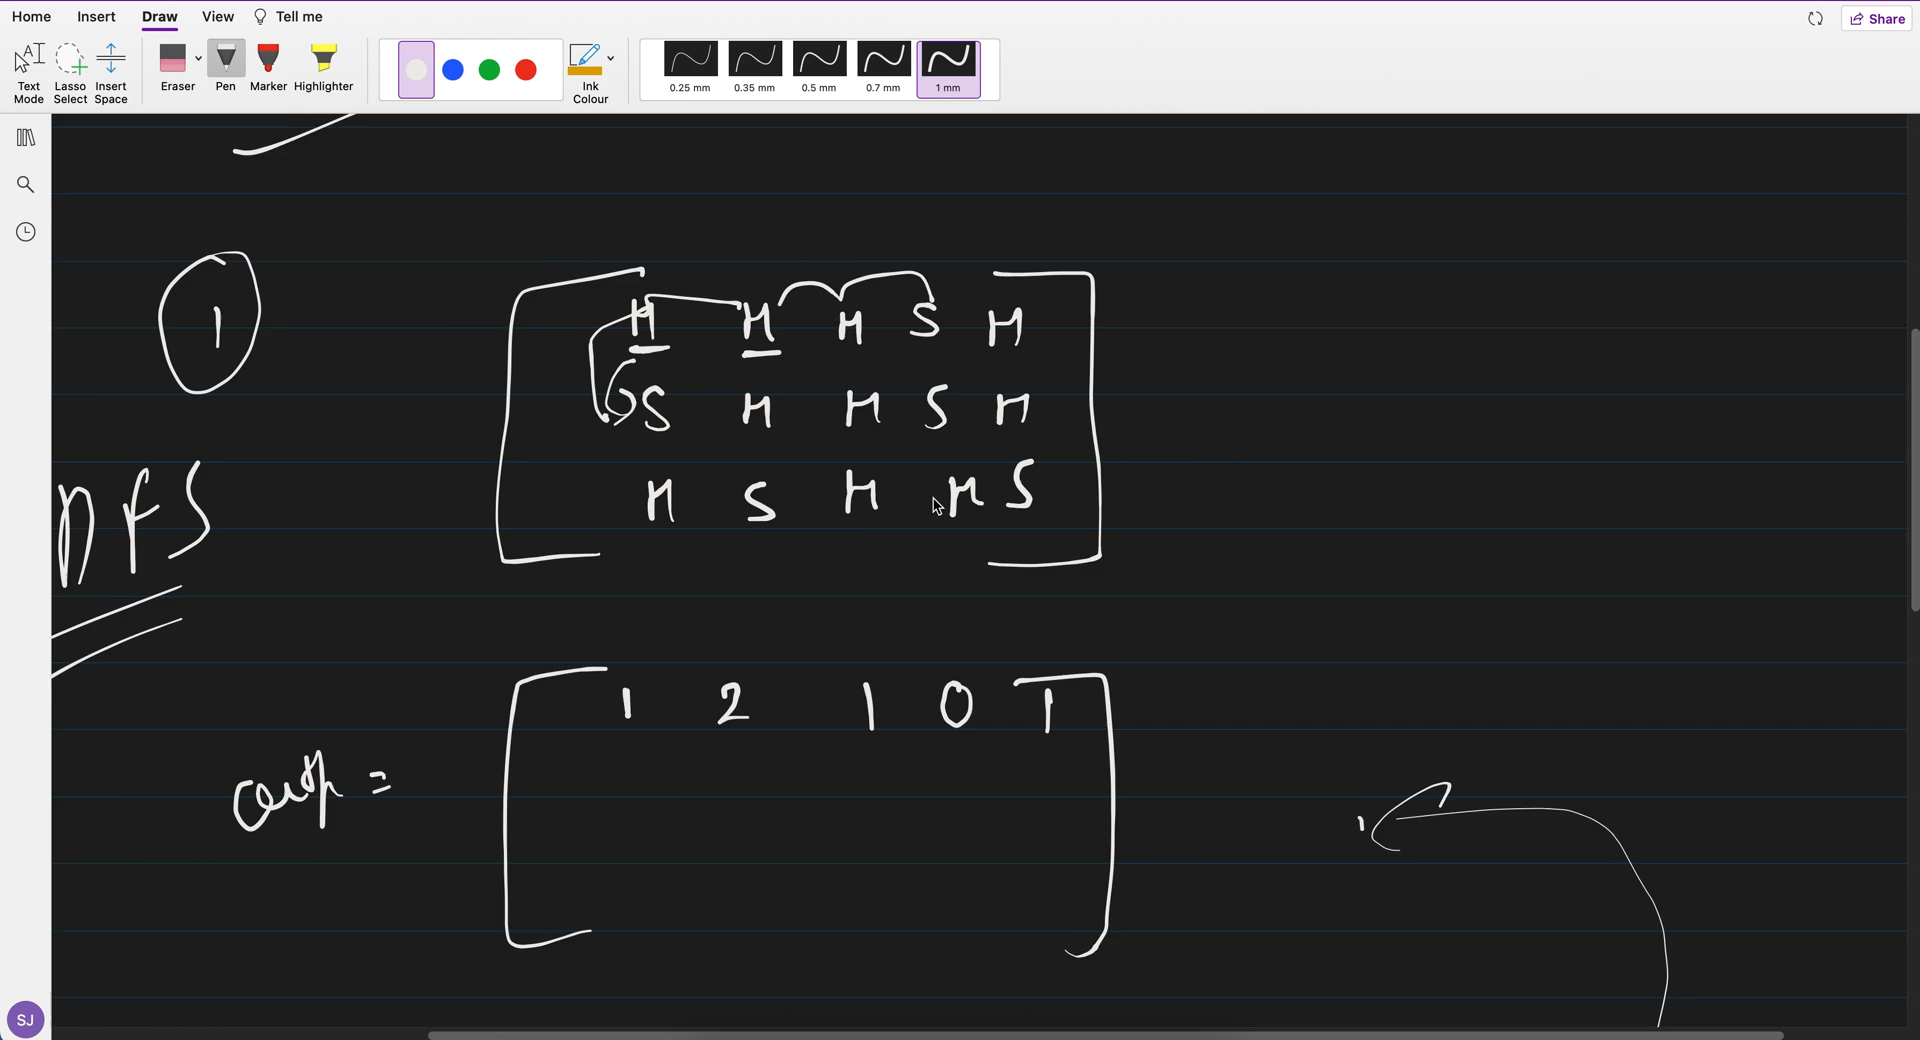 Home Insert Draw View Tell me
Share
Text Mode
Lasso Select
Insert Space
Eraser
Pen
Marker
Highlighter
Ink Colour
0.25 mm
0.35 mm
0.5 mm
0.7 mm
1 mm
1
H H H S H
S H H S H
H S H H S
DFS
1 2 1 0 1
=
SJ